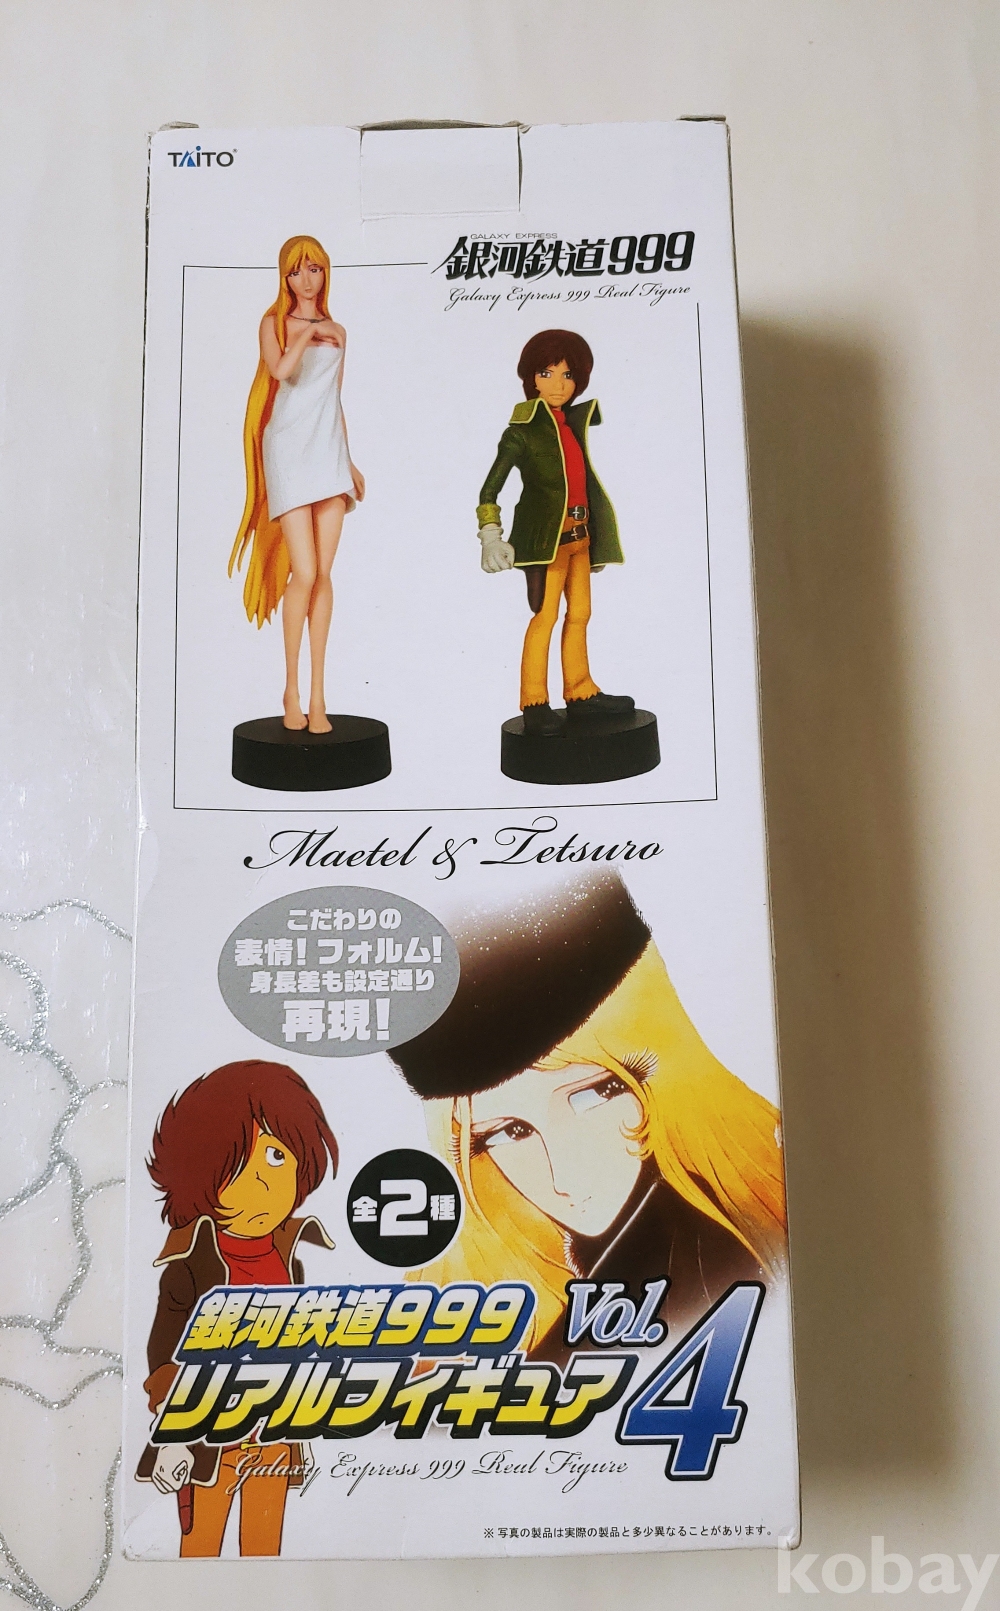 TAITO
GALAXY EXPRESS
銀河鉄道999
Galaxy Express 999 Real Figure
Maetel & Tetsuro
こだわりの
表情!フォルム!
身長差も設定通り
再現!
全2種
銀河鉄道999 Vol.4
リアルフィギュア
Galaxy Express 999 Real Figure
※写真の製品は実際の製品と多少異なることがあります。
kobay